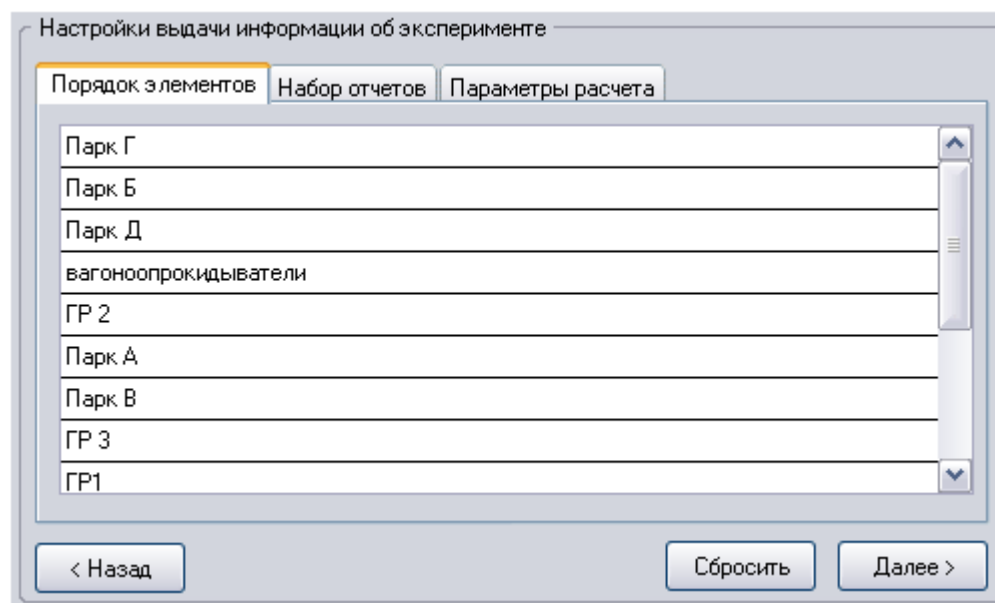 Настройки выдачи информации об эксперименте
Порядок элементов Набор отчетов Параметры расчета
Парк Г
Парк Б
Парк Д
вагоноопрокидыватели
ГР 2
Парк А
Парк В
ГР 3
ГР1
< Назад Сбросить Далее >